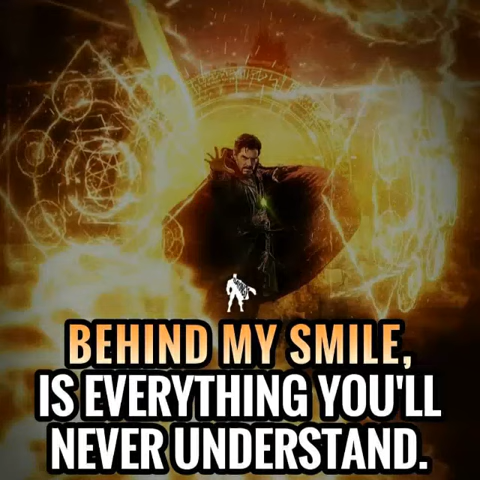 BEHIND MY SMILE,
IS EVERYTHING YOU'LL
NEVER UNDERSTAND.